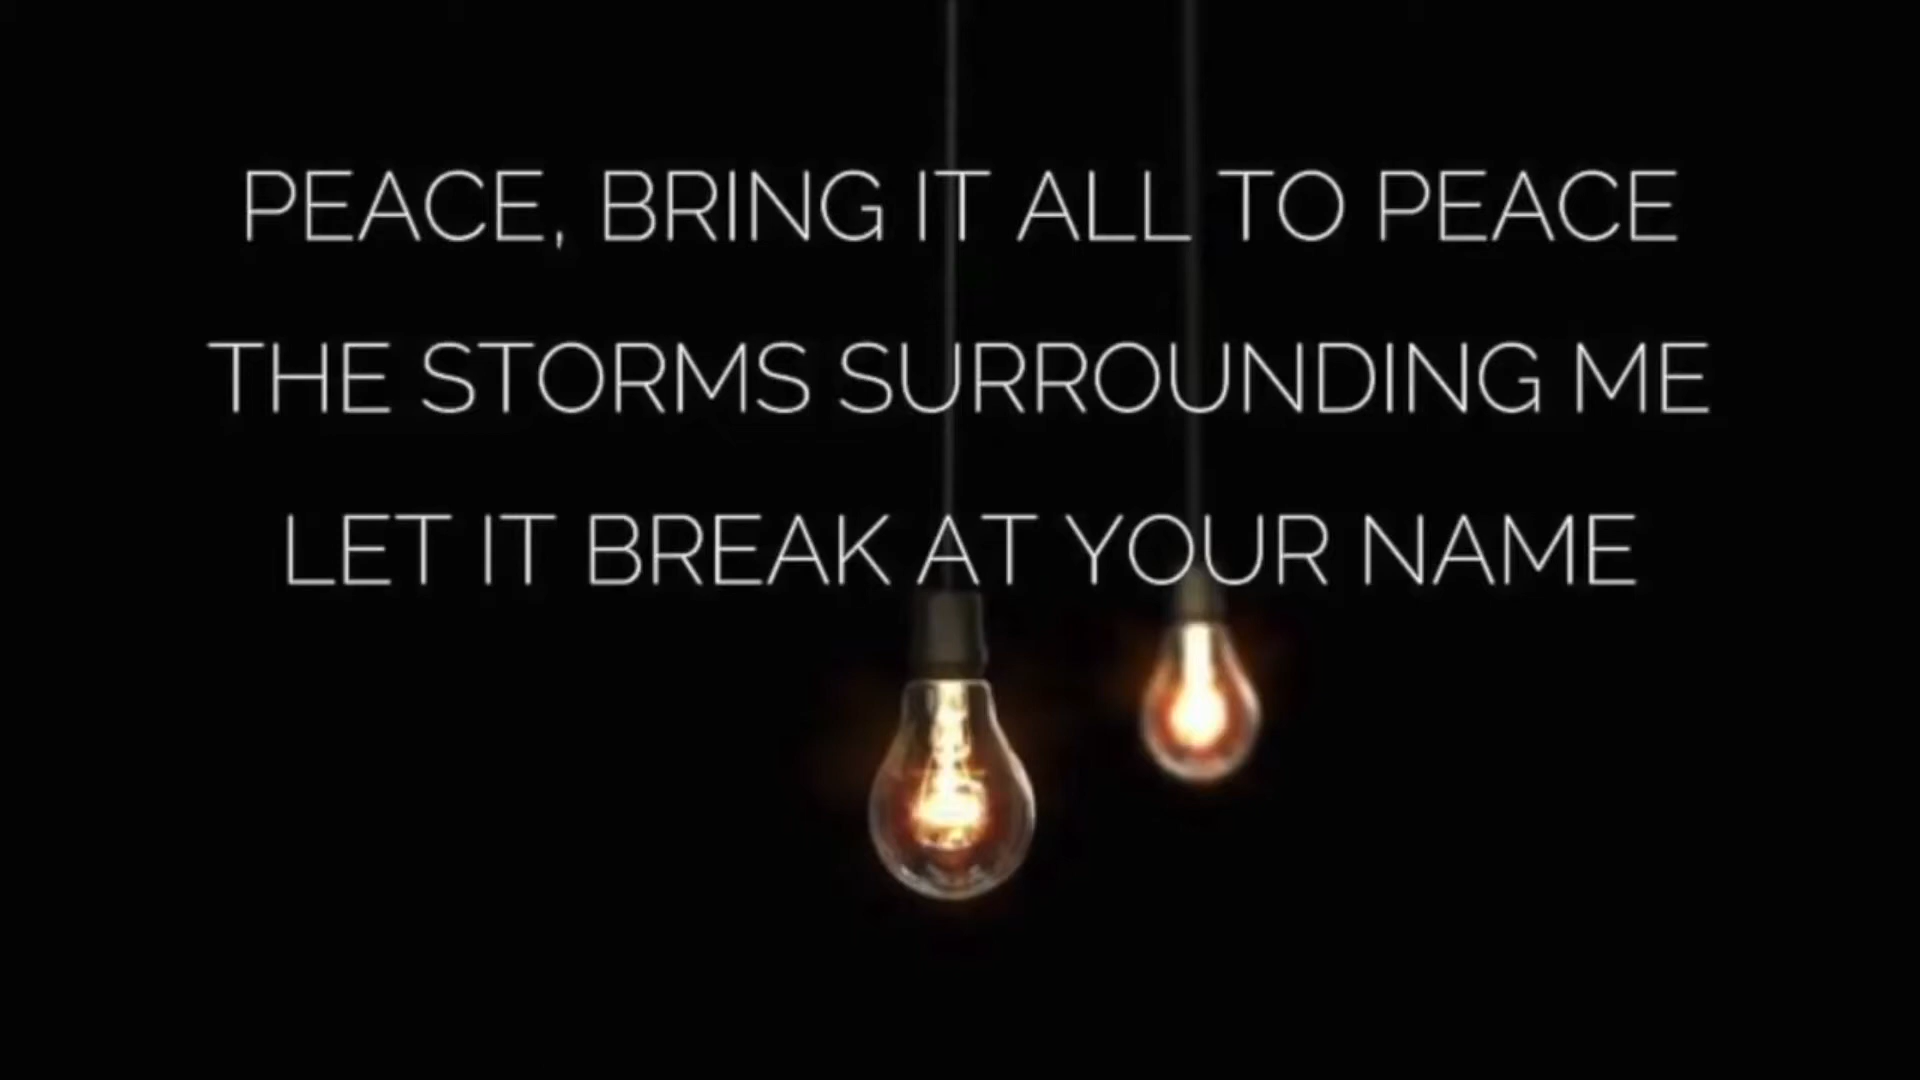 PEACE, BRING IT ALL TO PEACE
THE STORMS SURROUNDING ME
LET IT BREAK AT YOUR NAME